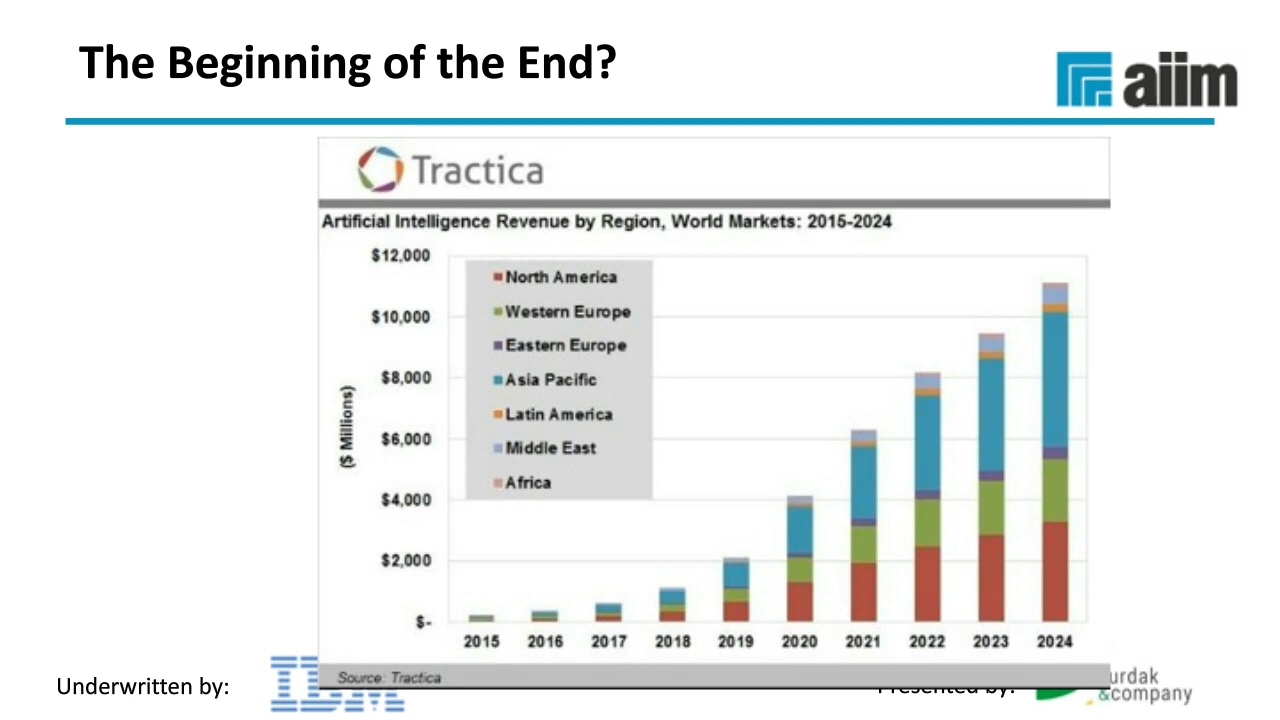 The Beginning of the End?
aiim
Tractica
Artificial Intelligence Revenue by Region, World Markets: 2015-2024
($ Millions)
$12,000
$10,000
$8,000
$6,000
$4,000
$2,000
$-
North America
Western Europe
Eastern Europe
Asia Pacific
Latin America
Middle East
Africa
2015 2016 2017 2018 2019 2020 2021 2022 2023 2024
Source: Tractica
Underwritten by:
IBM
Presented by:
urdak
&company